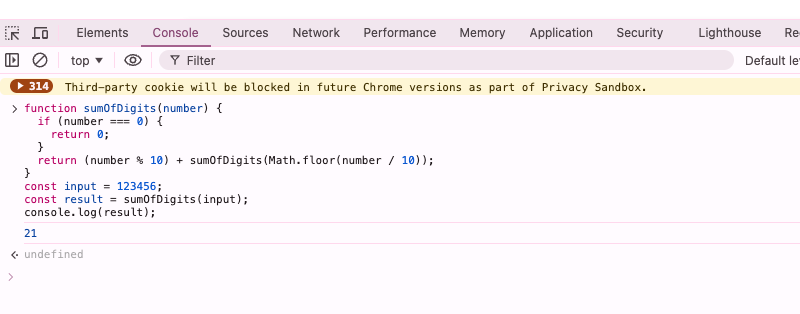 Elements Console Sources Network Performance Memory Application Security Lighthouse Re
top Filter Default le
314 Third-party cookie will be blocked in future Chrome versions as part of Privacy Sandbox.
function sumOfDigits(number) {
  if (number === 0) {
    return 0;
  }
  return (number % 10) + sumOfDigits(Math.floor(number / 10));
}
const input = 123456;
const result = sumOfDigits(input);
console.log(result);
21
undefined